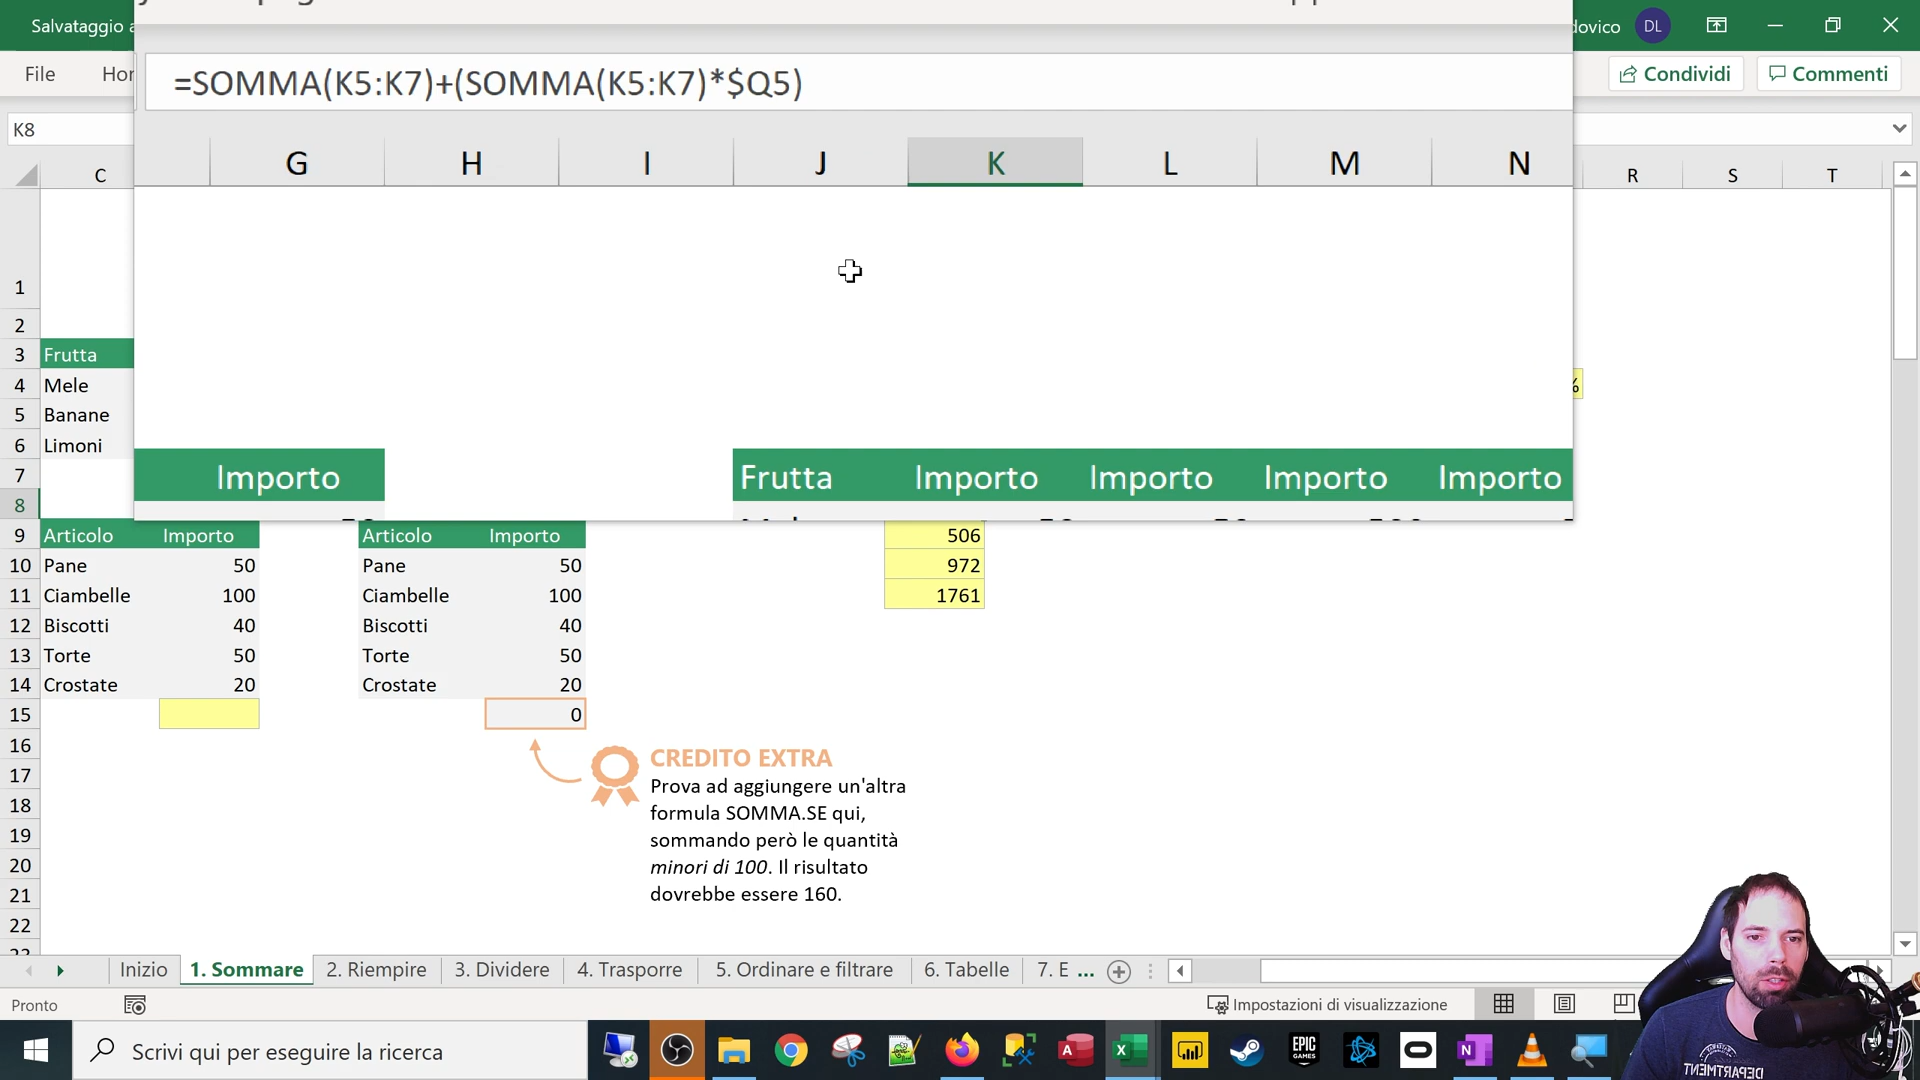 Salvataggio a
DL
File
Condividi
Commenti
K8
=SOMMA(K5:K7)+(SOMMA(K5:K7)*$Q5)
C
G H I J K L M N
R S T
1
2
3 Frutta
4 Mele
%
5 Banane
6 Limoni
7
8
Importo
Frutta Importo Importo Importo Importo
9 Articolo Importo Articolo Importo 506
10 Pane 50 Pane 50 972
11 Ciambelle 100 Ciambelle 100 1761
12 Biscotti 40 Biscotti 40
13 Torte 50 Torte 50
14 Crostate 20 Crostate 20
15 0
16
17
18
19
20
21
22
CREDITO EXTRA
Prova ad aggiungere un'altra
formula SOMMA.SE qui,
sommando però le quantità
minori di 100. Il risultato
dovrebbe essere 160.
Inizio 1. Sommare 2. Riempire 3. Dividere 4. Trasporre 5. Ordinare e filtrare 6. Tabelle 7. E ...
Pronto
Impostazioni di visualizzazione
Scrivi qui per eseguire la ricerca
EPIC
GAMES
DEPARTMENT